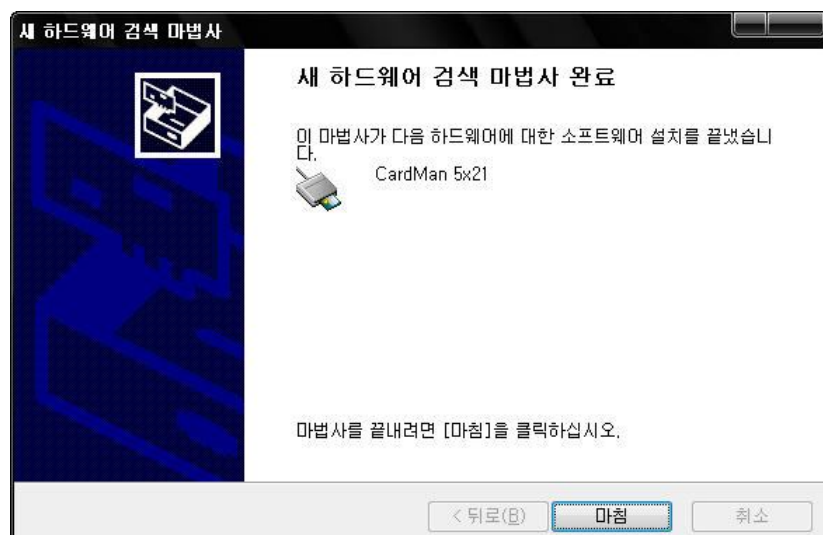 새 하드웨어 검색 마법사
새 하드웨어 검색 마법사 완료
이 마법사가 다음 하드웨어에 대한 소프트웨어 설치를 끝냈습니
다.
CardMan 5x21
마법사를 끝내려면 [마침]을 클릭하십시오.
< 뒤로(B) 마침 취소